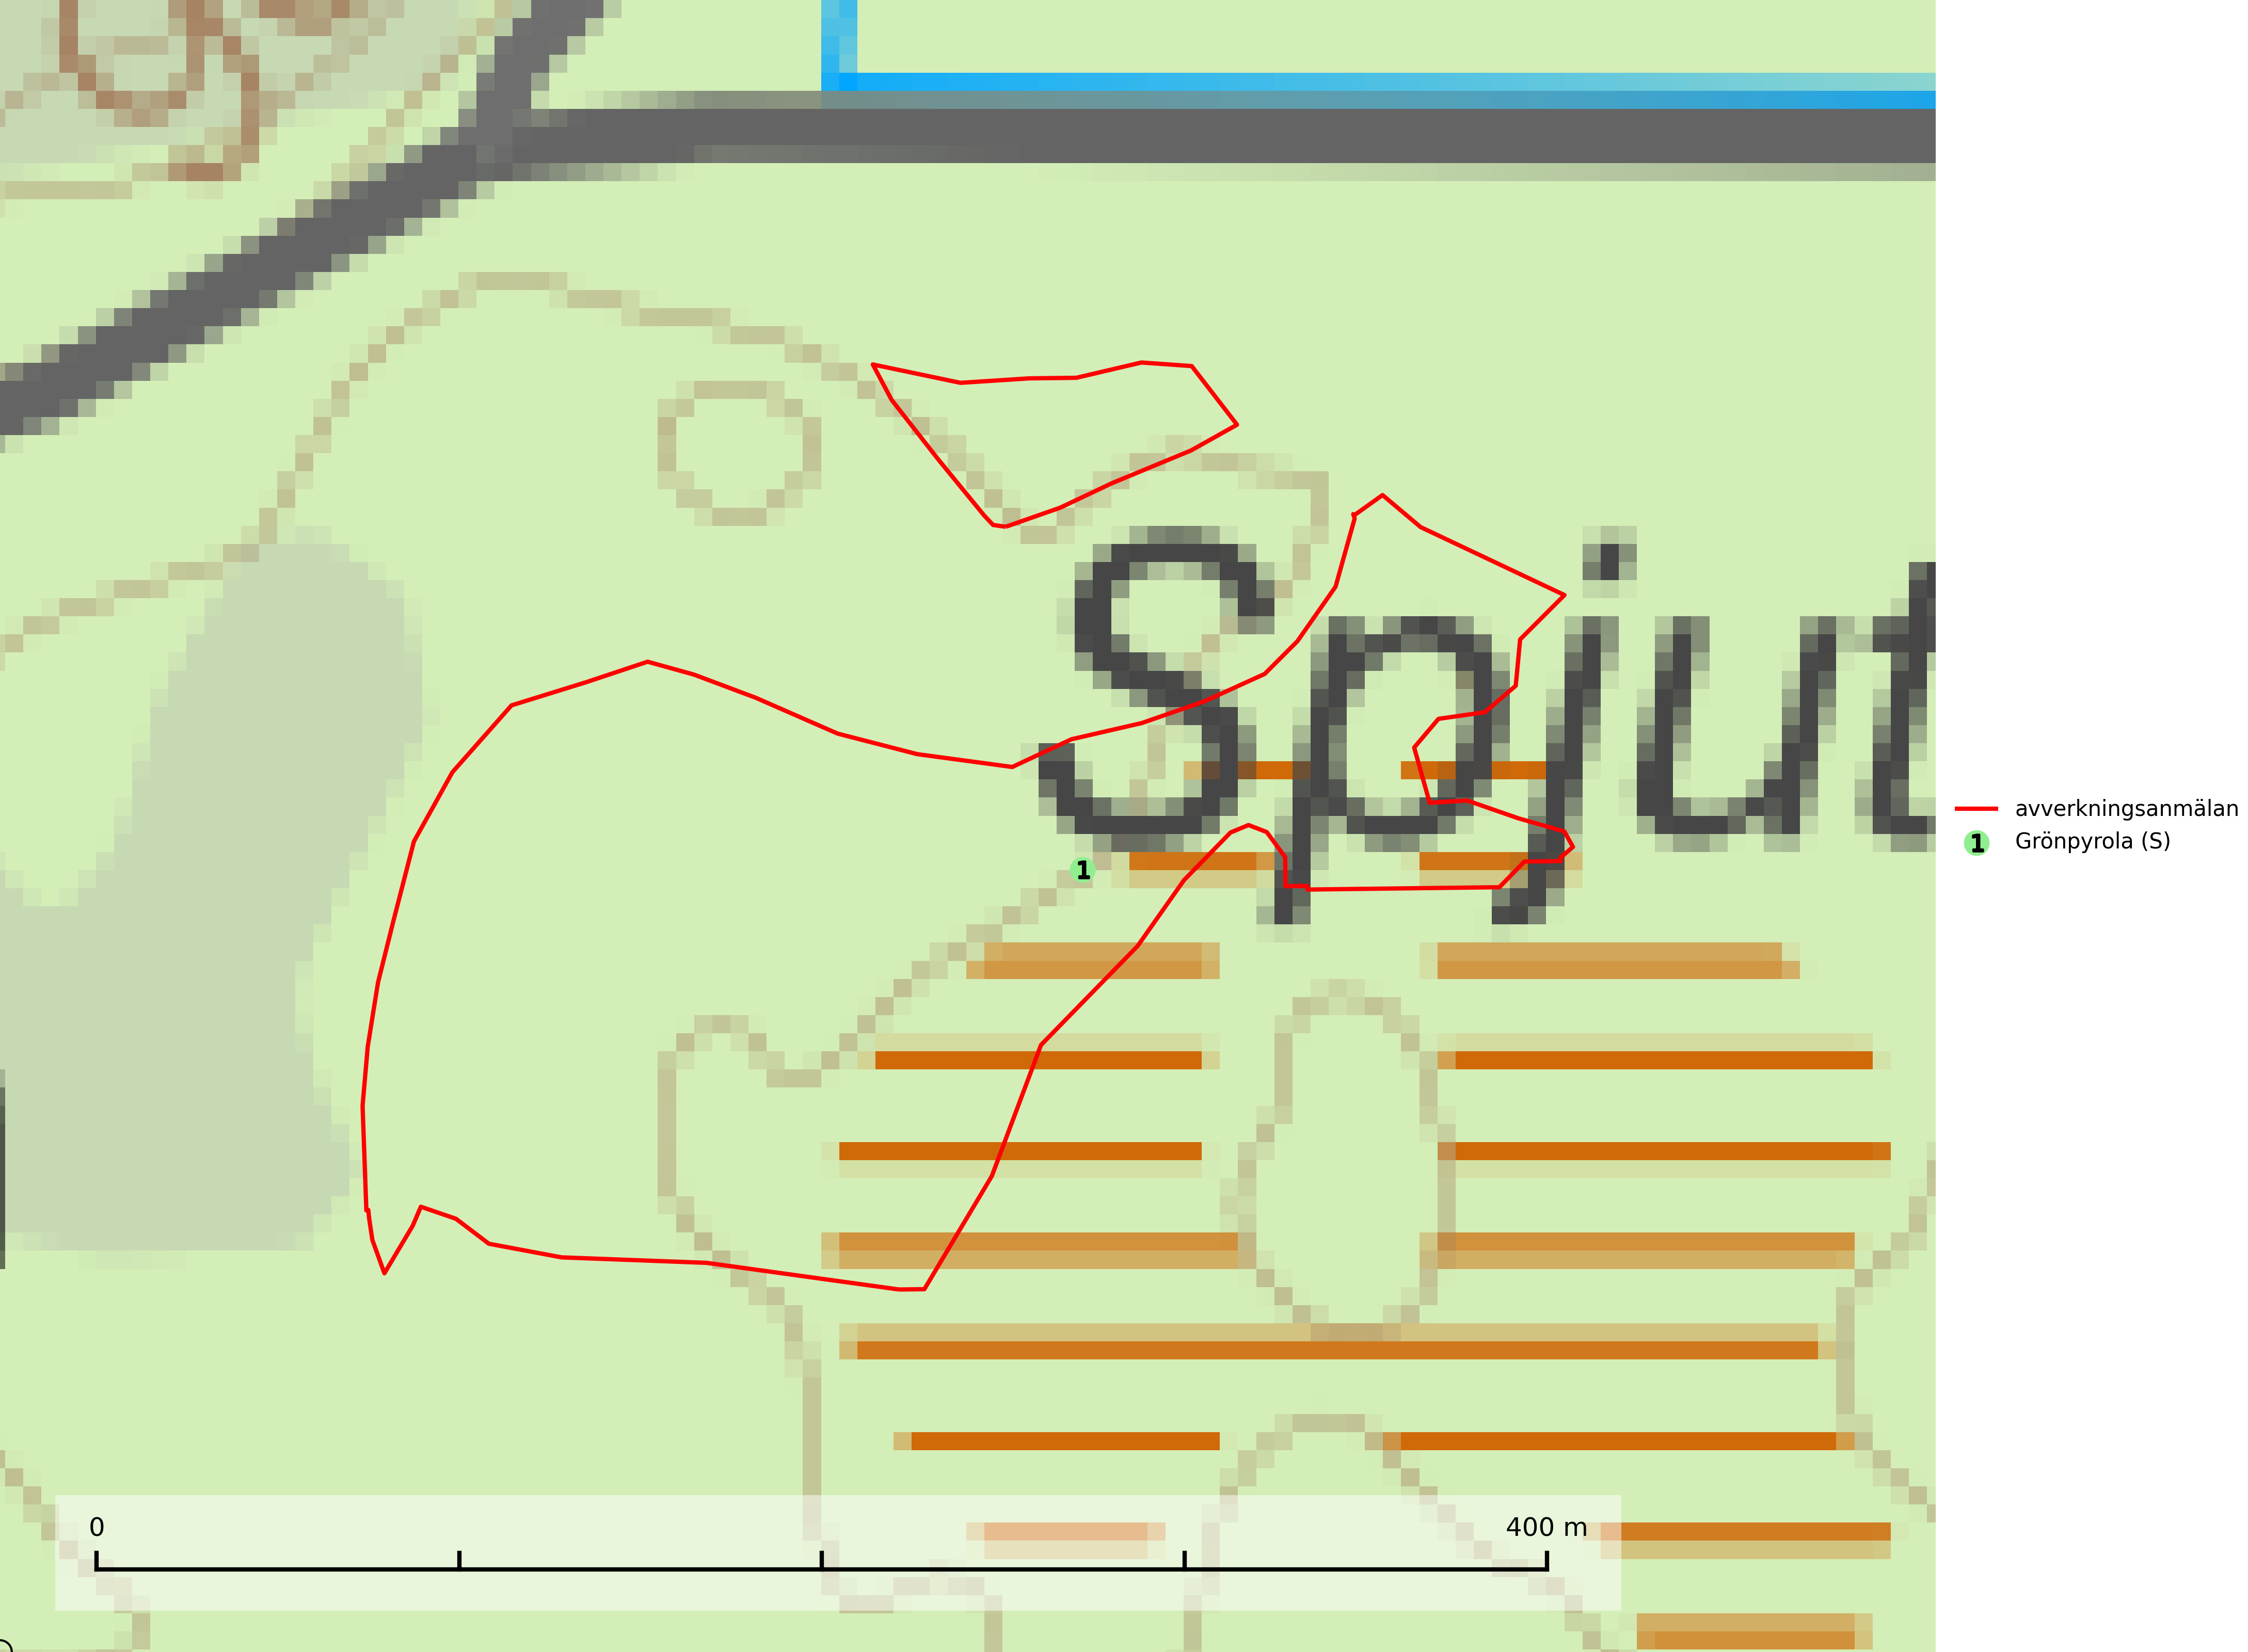 Spjut
1
avverkningsanmälan
1 Grönpyrola (S)
0 400 m